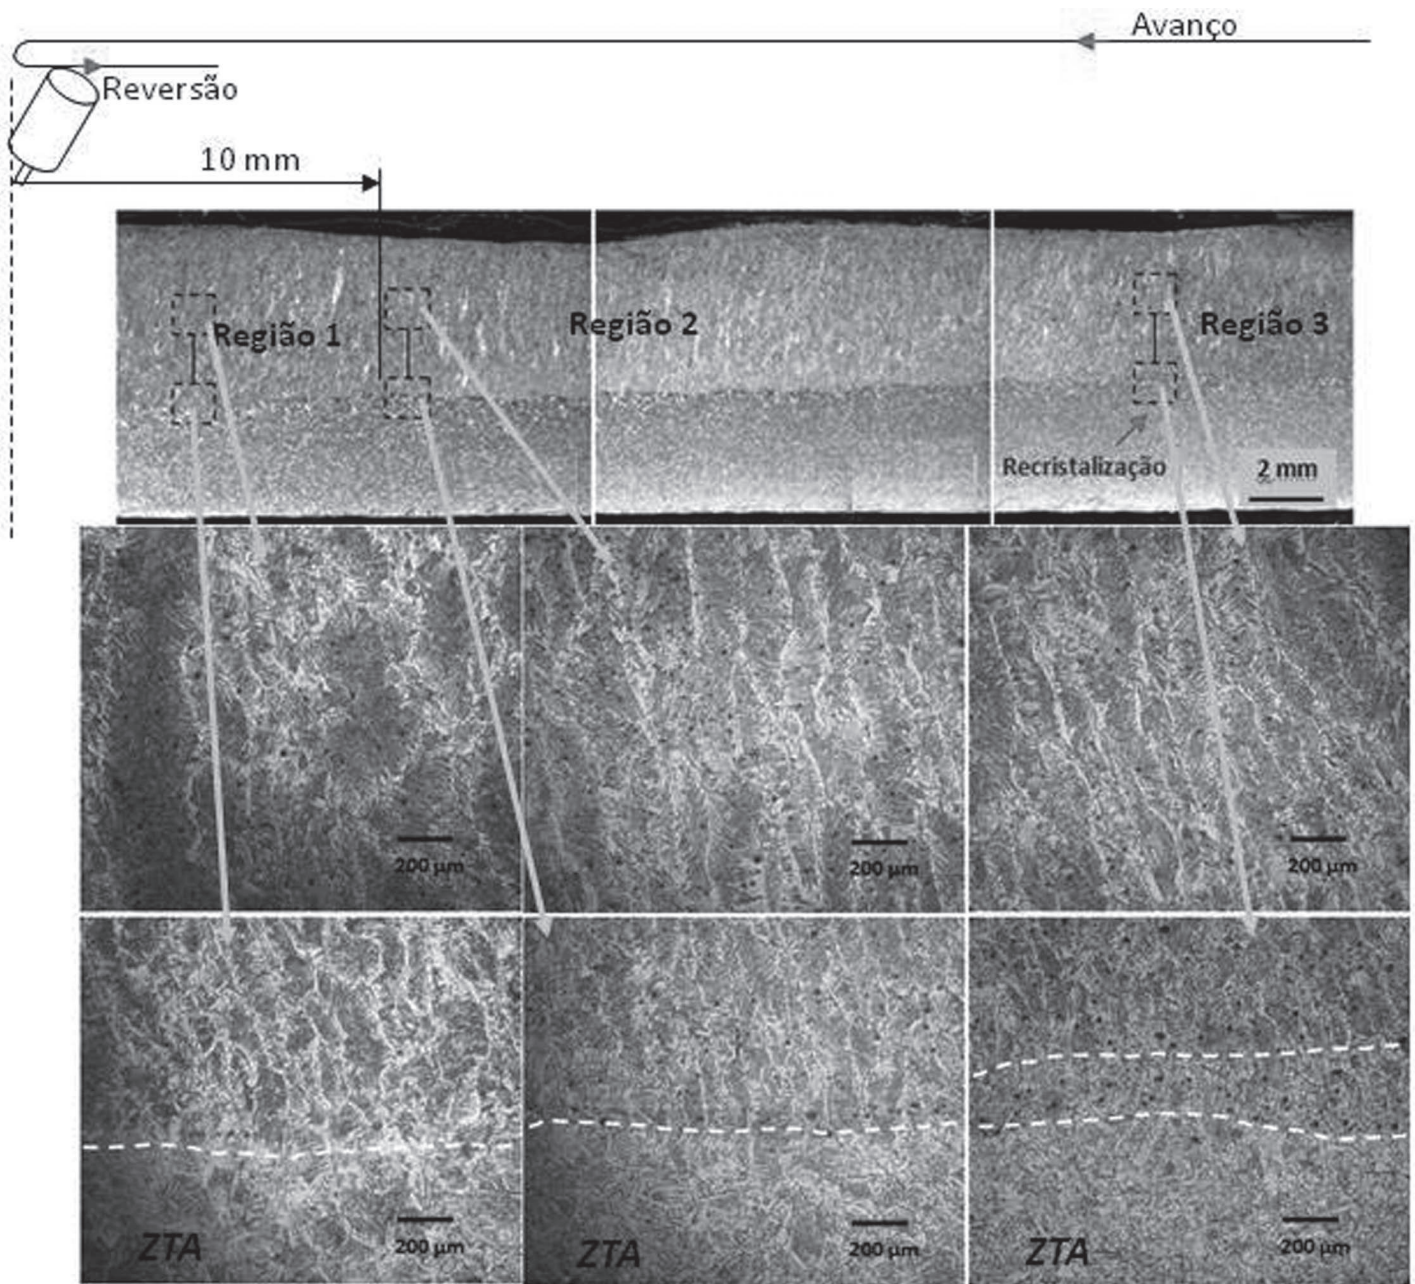 Avanço
Reversão
10 mm
Região 1
Região 2
Região 3
Recristalização
2 mm
200 µm
200 µm
200 µm
ZTA
200 µm
ZTA
200 µm
ZTA
200 µm